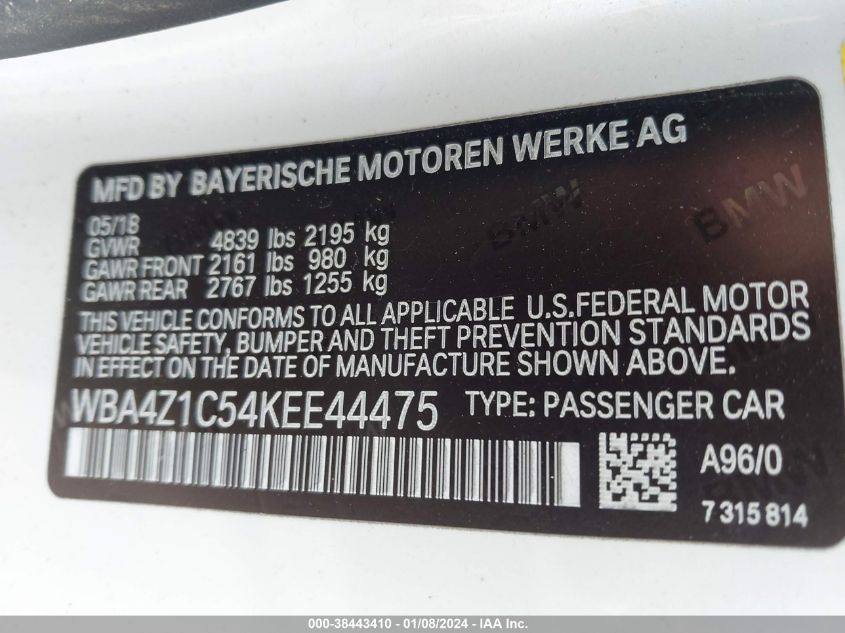 MFD BY BAYERISCHE MOTOREN WERKE AG
05/18
GVWR 4839 lbs 2195 kg
GAWR FRONT 2161 lbs 980 kg
GAWR REAR 2767 lbs 1255 kg
THIS VEHICLE CONFORMS TO ALL APPLICABLE U.S.FEDERAL MOTOR
VEHICLE SAFETY, BUMPER AND THEFT PREVENTION STANDARDS
IN EFFECT ON THE DATE OF MANUFACTURE SHOWN ABOVE.
WBA4Z1C54KEE44475 TYPE: PASSENGER CAR
A96/0
7 315 814
BMW
BMW
000-38443410 - 01/08/2024 - IAA Inc.